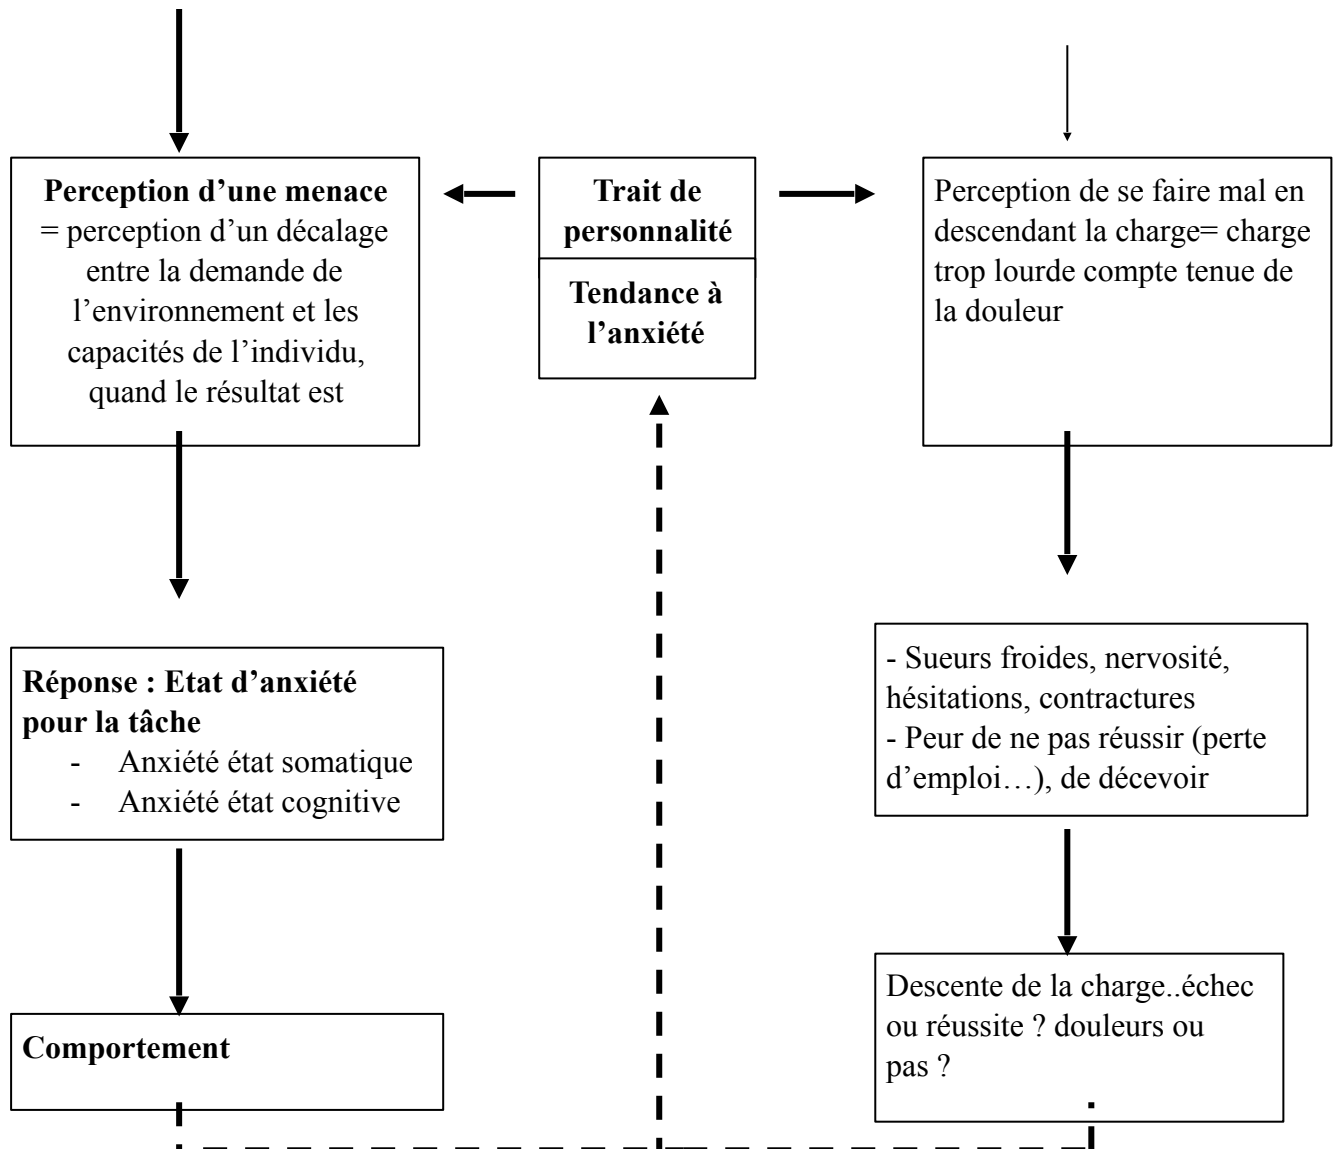 Perception d’une menace
= perception d’un décalage
entre la demande de
l’environnement et les
capacités de l’individu,
quand le résultat est
Trait de
personnalité
Tendance à
l’anxiété
Perception de se faire mal en
descendant la charge= charge
trop lourde compte tenue de
la douleur
Réponse : Etat d’anxiété
pour la tâche
- Anxiété état somatique
- Anxiété état cognitive
- Sueurs froides, nervosité,
hésitations, contractures
- Peur de ne pas réussir (perte
d’emploi…), de décevoir
Comportement
Descente de la charge..échec
ou réussite ? douleurs ou
pas ?